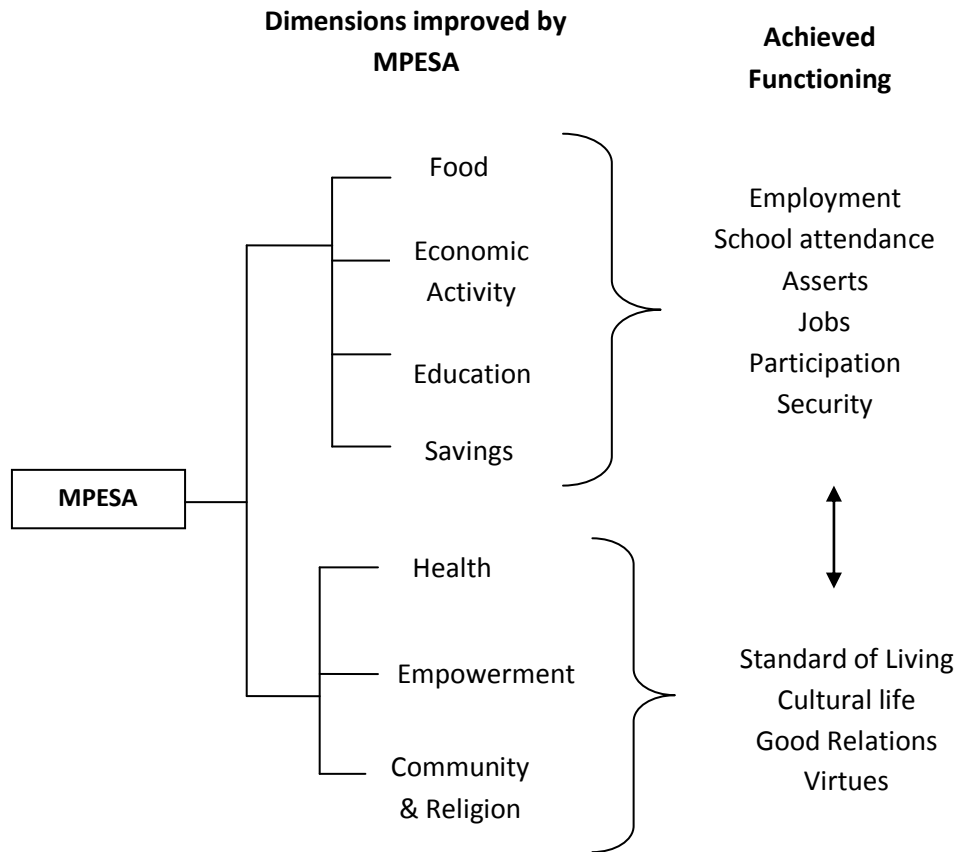 Dimensions improved by
MPESA
Achieved
Functioning
Food
Economic
Activity
Education
Savings
Employment
School attendance
Asserts
Jobs
Participation
Security
MPESA
Health
Empowerment
Community
& Religion
Standard of Living
Cultural life
Good Relations
Virtues